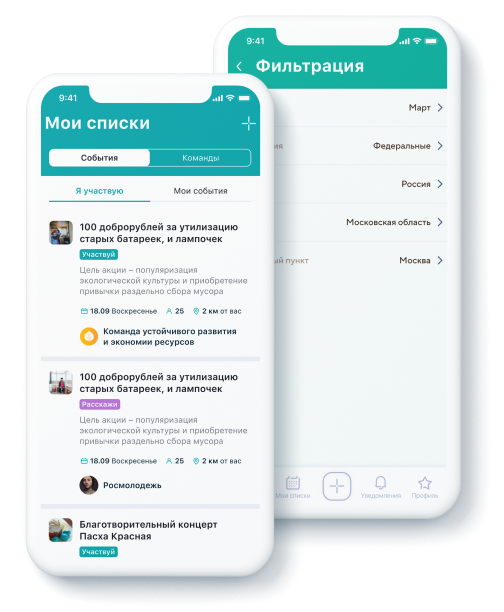 9:41
Фильтрация
Март
Федеральные
Россия
Московская область
ый пункт
Москва
Мои списки
Уведомления
Профиль
9:41
Мои списки
События
Команды
Я участвую
Мои события
100 доброрублей за утилизацию
старых батареек, и лампочек
Участвуй
Цель акции – популяризация
экологической культуры и приобретение
привычки раздельно сбора мусора
18.09 Воскресенье 25 2 км от вас
Команда устойчивого развития
и экономии ресурсов
100 доброрублей за утилизацию
старых батареек, и лампочек
Расскажи
Цель акции – популяризация
экологической культуры и приобретение
привычки раздельно сбора мусора
18.09 Воскресенье 25 2 км от вас
Росмолодежь
Благотворительный концерт
Пасха Красная
Участвуй